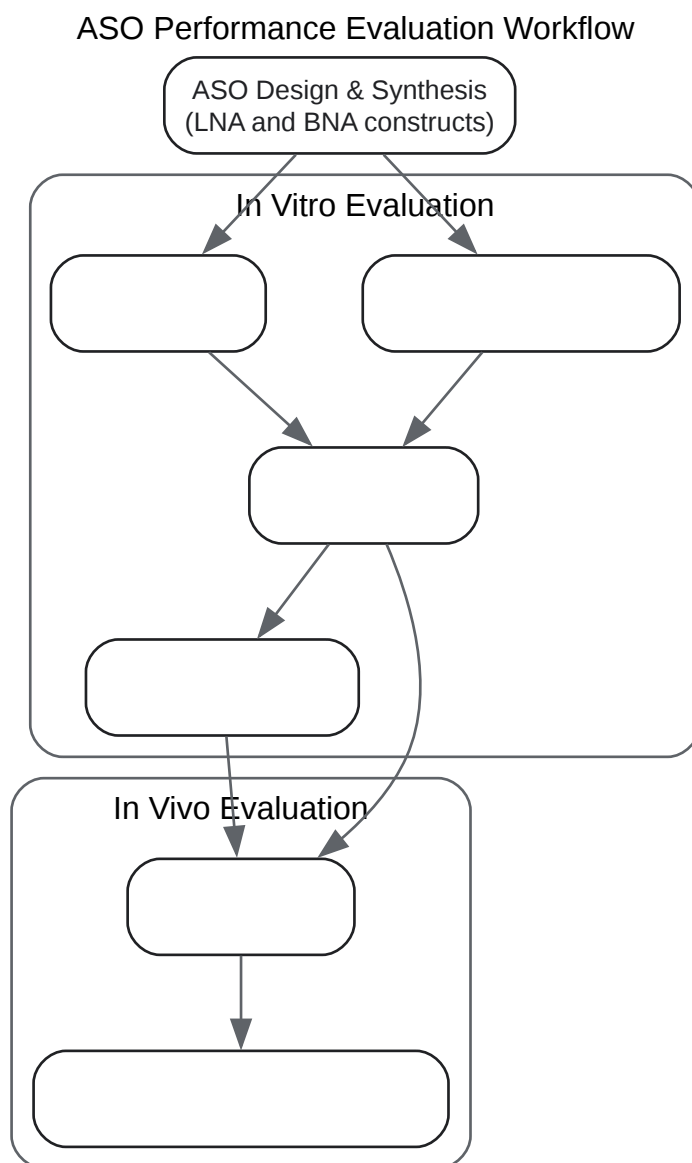 ASO Performance Evaluation Workflow
ASO Design & Synthesis
(LNA and BNA constructs)
In Vitro Evaluation
In Vivo Evaluation